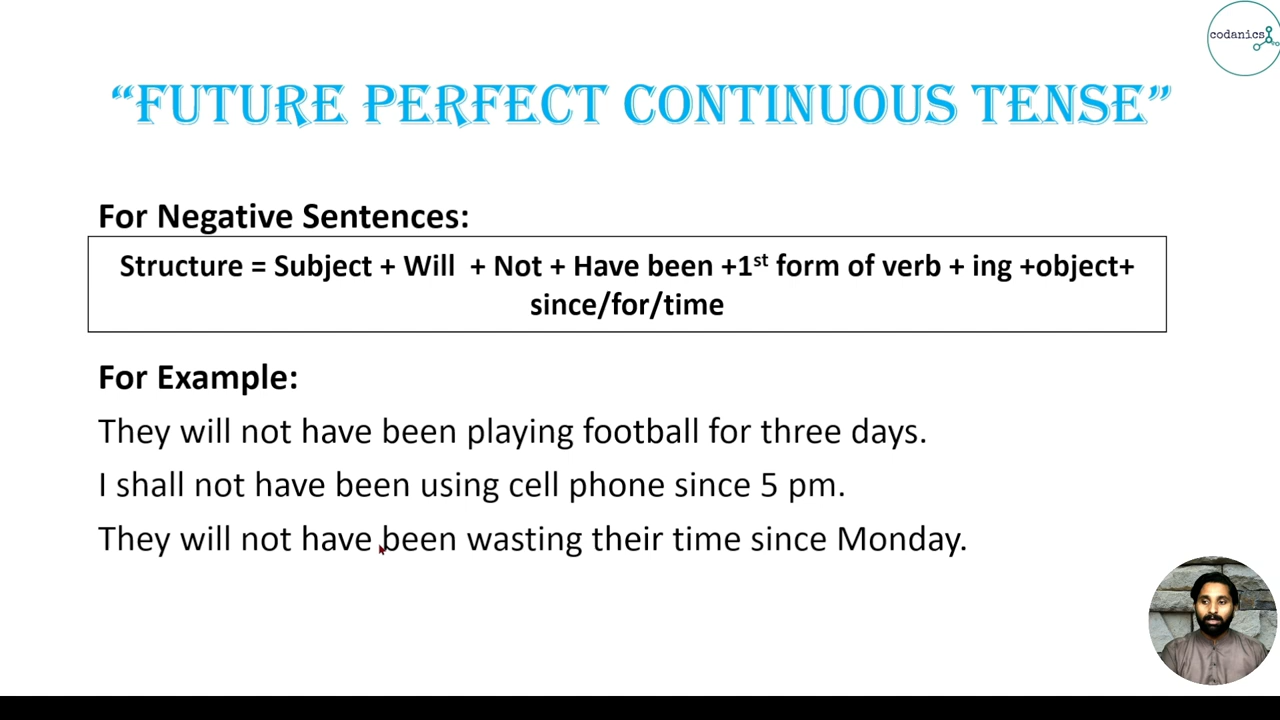 codanics
“FUTURE PERFECT CONTINUOUS TENSE”
For Negative Sentences:
Structure = Subject + Will + Not + Have been +1st form of verb + ing +object+
since/for/time
For Example:
They will not have been playing football for three days.
I shall not have been using cell phone since 5 pm.
They will not have been wasting their time since Monday.